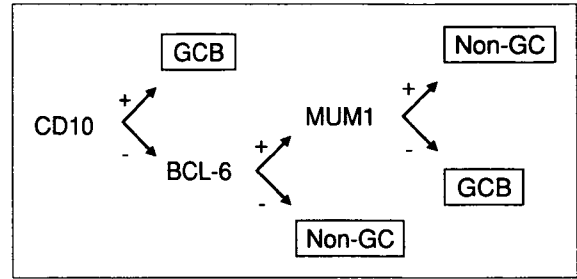 GCB
Non-GC
+
+
CD10
+
MUM1
-
BCL-6
-
-
GCB
Non-GC